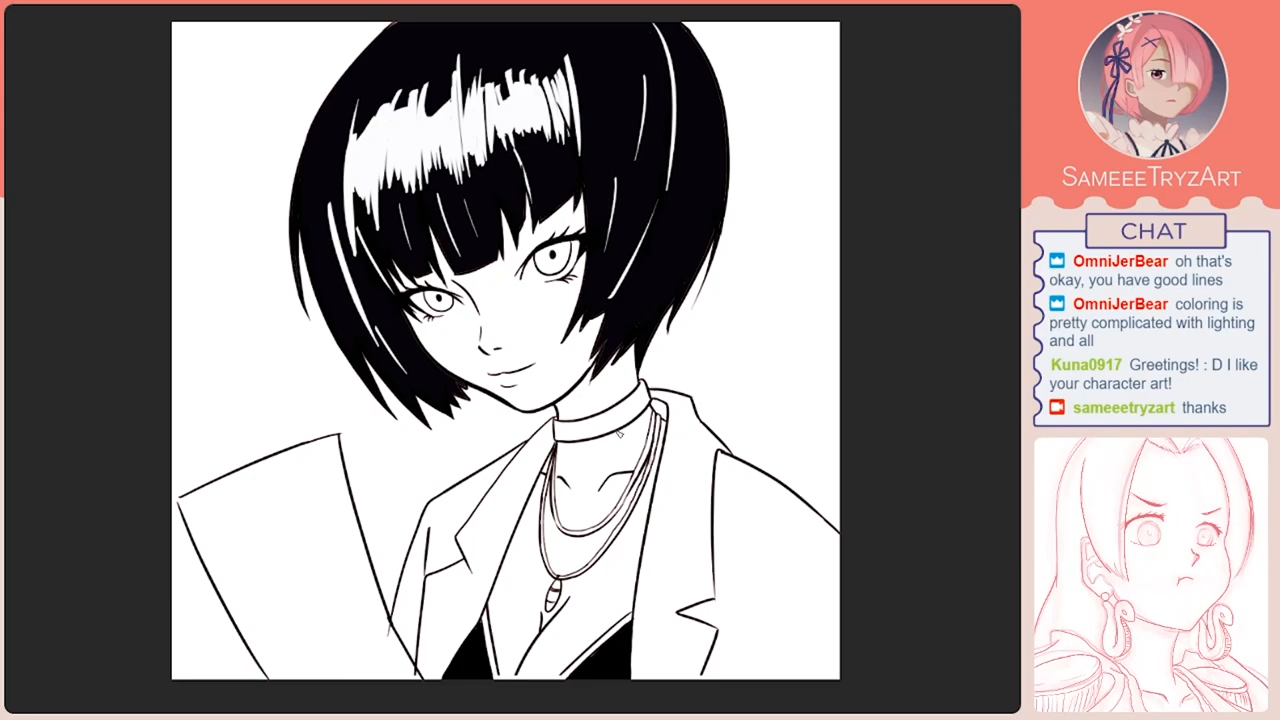 SAMEEETRYZART
CHAT
OmniJerBear oh that's
okay, you have good lines
OmniJerBear coloring is
pretty complicated with lighting
and all
Kuna0917 Greetings! : D I like
your character art!
sameeetryzart thanks